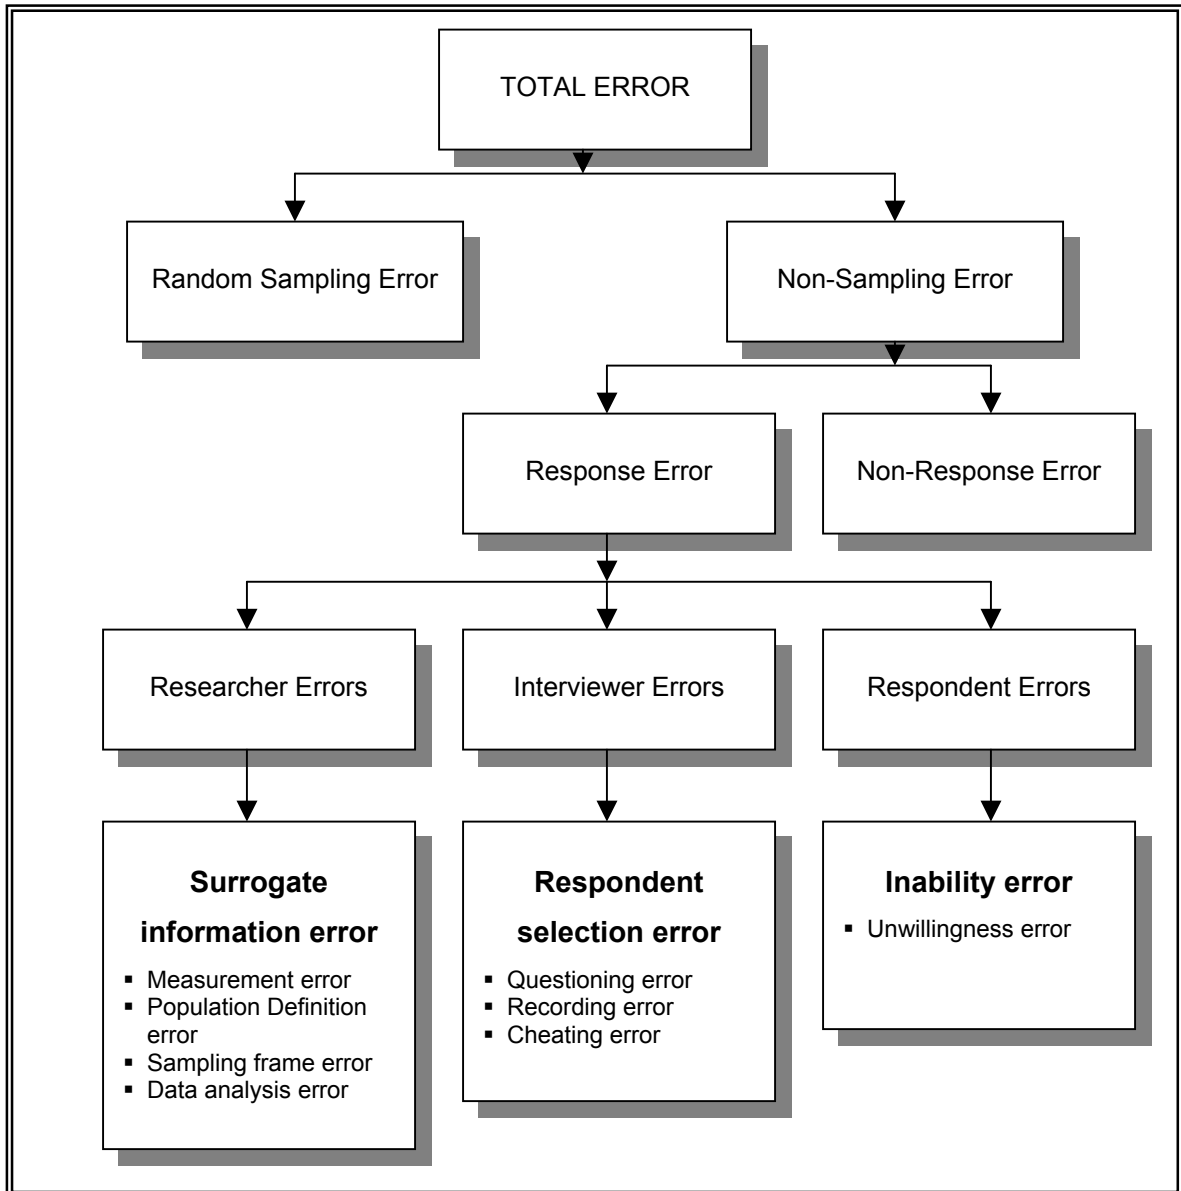 TOTAL ERROR
Random Sampling Error
Non-Sampling Error
Response Error
Non-Response Error
Researcher Errors
Interviewer Errors
Respondent Errors
Surrogate
information error
▪ Measurement error
▪ Population Definition
error
▪ Sampling frame error
▪ Data analysis error
Respondent
selection error
▪ Questioning error
▪ Recording error
▪ Cheating error
Inability error
▪ Unwillingness error